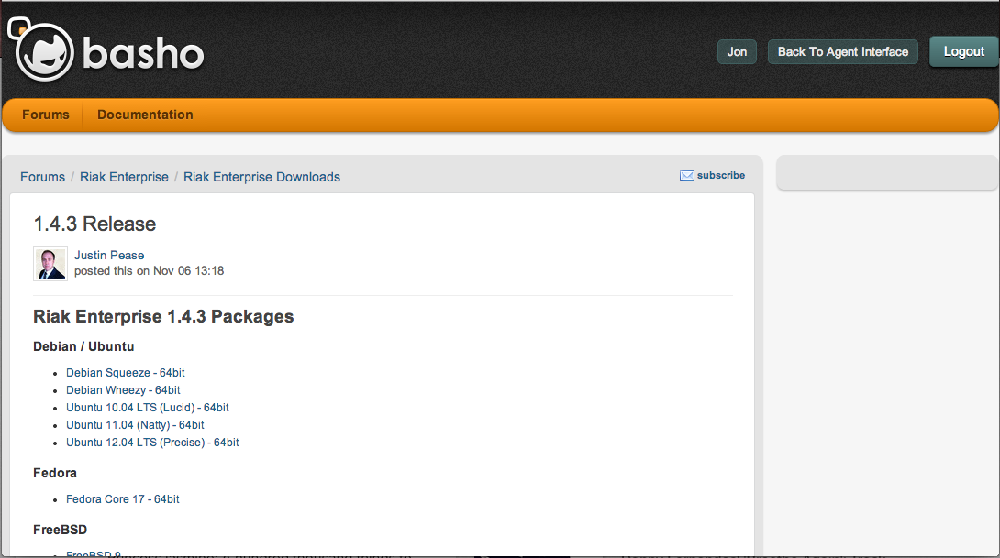 basho
Jon
Back To Agent Interface
Logout
Forums
Documentation
Forums / Riak Enterprise / Riak Enterprise Downloads
subscribe
1.4.3 Release
Justin Pease
posted this on Nov 06 13:18
Riak Enterprise 1.4.3 Packages
Debian / Ubuntu
• Debian Squeeze - 64bit
• Debian Wheezy - 64bit
• Ubuntu 10.04 LTS (Lucid) - 64bit
• Ubuntu 11.04 (Natty) - 64bit
• Ubuntu 12.04 LTS (Precise) - 64bit
Fedora
• Fedora Core 17 - 64bit
FreeBSD
• FreeBSD 9